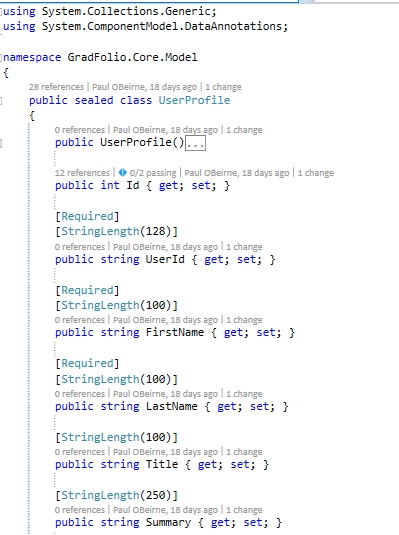 using System.Collections.Generic;
using System.ComponentModel.DataAnnotations;
namespace GradFolio.Core.Model
{
28 references | Paul OBeirne, 18 days ago | 1 change
public sealed class UserProfile
{
0 references | Paul OBeirne, 18 days ago | 1 change
public UserProfile()...
12 references | 0/2 passing | Paul OBeirne, 18 days ago | 1 change
public int Id { get; set; }
[Required]
[StringLength(128)]
0 references | Paul OBeirne, 18 days ago | 1 change
public string UserId { get; set; }
[Required]
[StringLength(100)]
0 references | Paul OBeirne, 18 days ago | 1 change
public string FirstName { get; set; }
[Required]
[StringLength(100)]
0 references | Paul OBeirne, 18 days ago | 1 change
public string LastName { get; set; }
[StringLength(100)]
0 references | Paul OBeirne, 18 days ago | 1 change
public string Title { get; set; }
[StringLength(250)]
0 references | Paul OBeirne, 18 days ago | 1 change
public string Summary { get; set; }